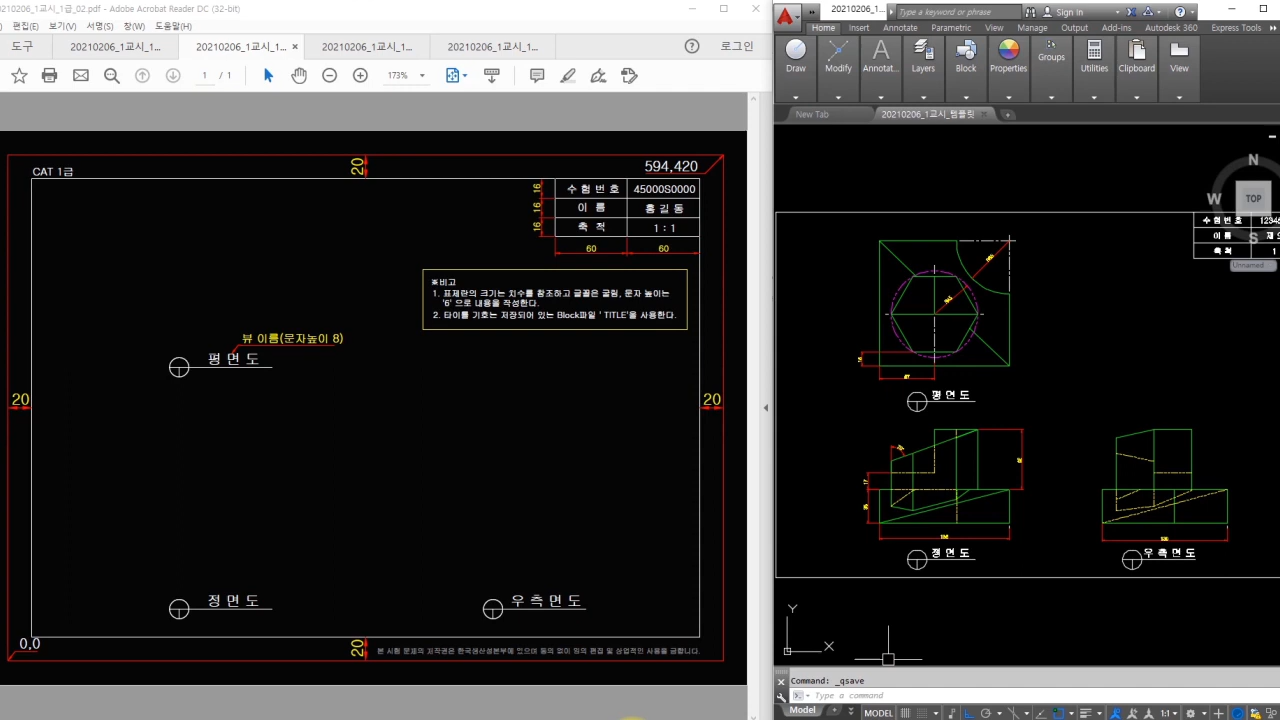 20210206_1교시_1급_02.pdf - Adobe Acrobat Reader DC (32-bit)
편집(E) 보기(V) 서명(S) 창(W) 도움말(H)
도구 20210206_1교시_1... 20210206_1교시_1... × 20210206_1교시_1... 20210206_1교시_1... 로그인
1 / 1 173%
CAT 1급
20
594,420
16
수 험 번 호 45000S0000
16
이 름 홍 길 동
16
축 척 1 : 1
60 60
※비고
1. 표제란의 크기는 치수를 참조하고 글꼴은 굴림, 문자 높이는
'6' 으로 내용을 작성한다.
2. 타이틀 기호는 저장되어 있는 Block파일 ' TITLE'을 사용한다.
뷰 이름(문자높이 8)
평 면 도
20
20
정 면 도
우 측 면 도
0,0
20
본 시험 문제의 저작권은 한국생산성본부에 있으며 동의 없이 임의 편집 및 상업적인 사용을 금합니다.
20210206_1교...
Type a keyword or phrase
Sign In
Home Insert Annotate Parametric View Manage Output Add-ins Autodesk 360 Express Tools
Draw Modify Annotat... Layers Block Properties Groups Utilities Clipboard View
New Tab 20210206_1교시_템플릿
N
W
TOP
S
Unnamed
수 험 번 호 12345
이 름
축 척 1
평 면 도
정 면 도
우 측 면 도
Y
X
Command: _qsave
Type a command
Model
MODEL
1:1